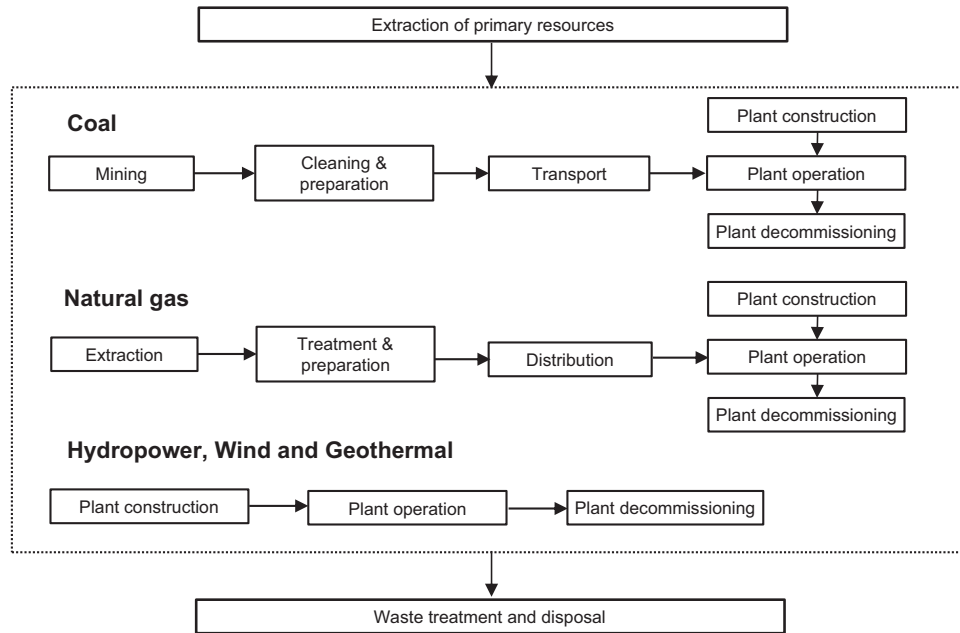 Extraction of primary resources
Coal
Plant construction
Mining
Cleaning &
preparation
Transport
Plant operation
Plant decommissioning
Natural gas
Plant construction
Extraction
Treatment &
preparation
Distribution
Plant operation
Plant decommissioning
Hydropower, Wind and Geothermal
Plant construction
Plant operation
Plant decommissioning
Waste treatment and disposal